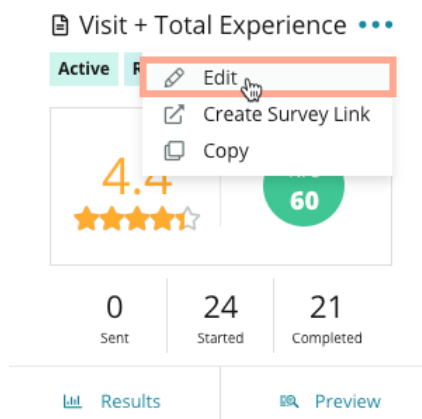 Visit + Total Experience
Active
Edit
Create Survey Link
Copy
4.4
60
0
24
21
Sent
Started
Completed
Results
Preview